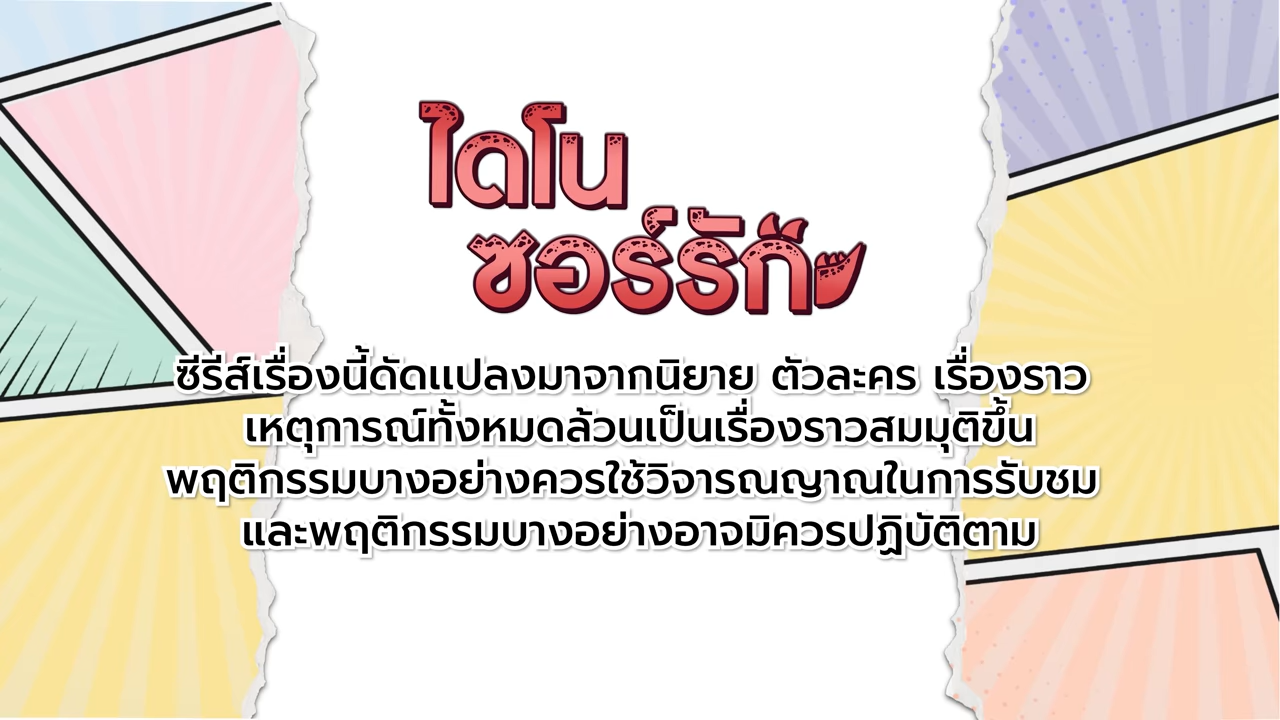 ไดโน
ซอร์รัก
ซีรีส์เรื่องนี้ดัดแปลงมาจากนิยาย ตัวละคร เรื่องราว
เหตุการณ์ทั้งหมดล้วนเป็นเรื่องราวสมมุติขึ้น
พฤติกรรมบางอย่างควรใช้วิจารณญาณในการรับชม
และพฤติกรรมบางอย่างอาจมิควรปฏิบัติตาม